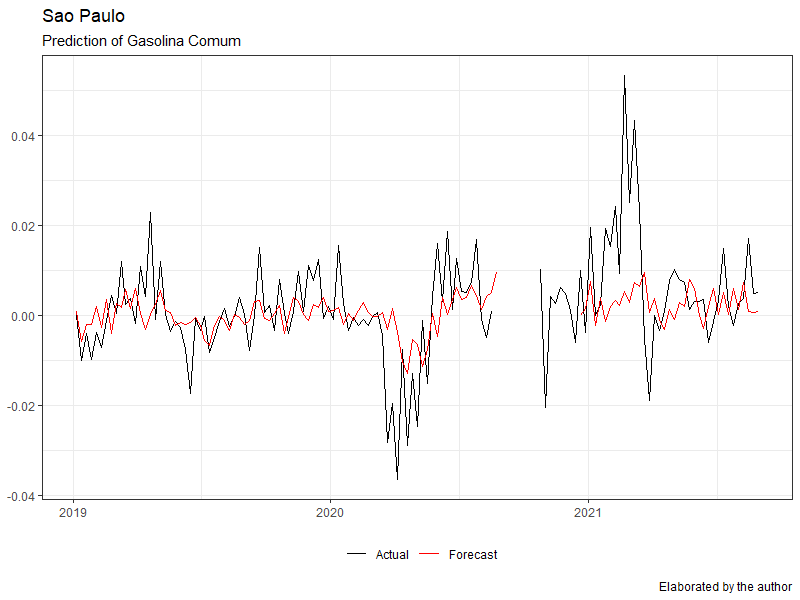 Sao Paulo
Prediction of Gasolina Comum
0.04
0.02
0.00
-0.02
-0.04
2019 2020 2021
Actual Forecast
Elaborated by the author